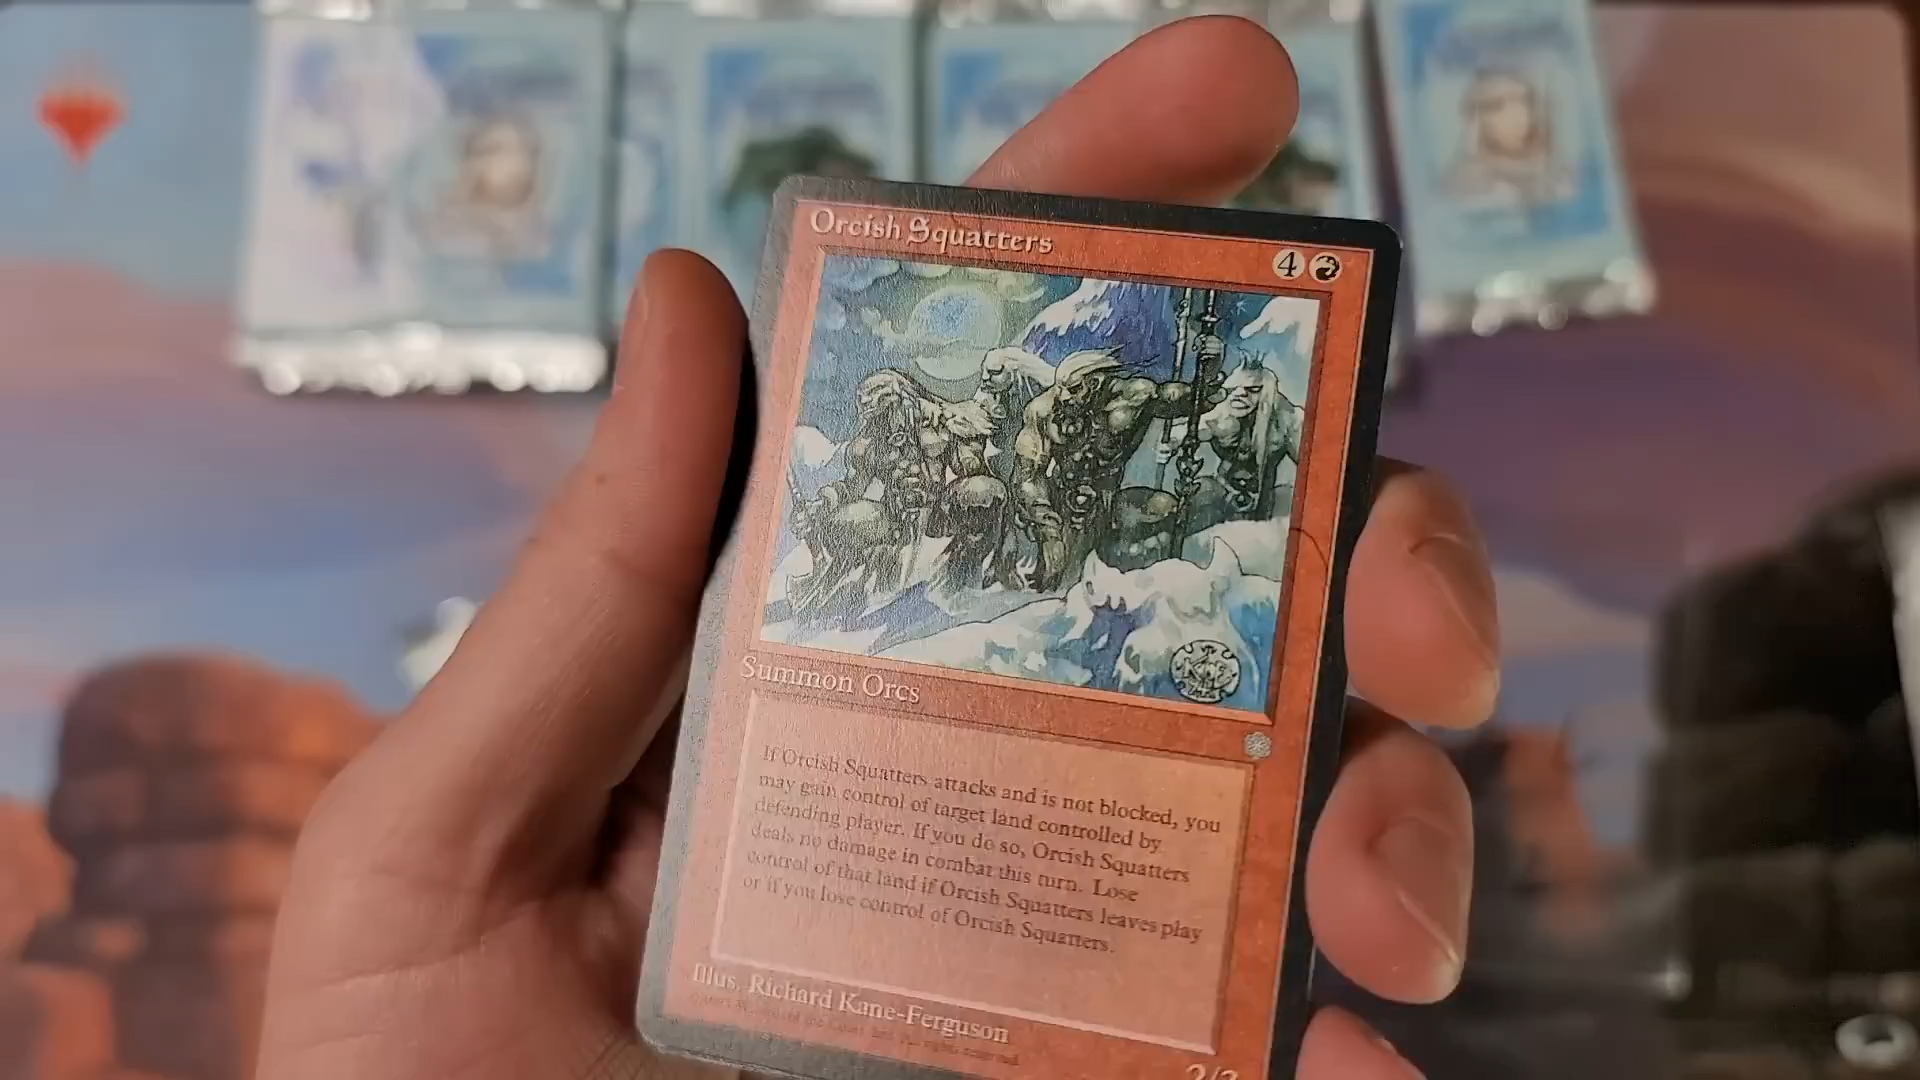 Orcish Squatters
4
Summon Orcs
If Orcish Squatters attacks and is not blocked, you
may gain control of target land controlled by
defending player. If you do so, Orcish Squatters
deals no damage in combat this turn. Lose
control of that land if Orcish Squatters leaves play
or if you lose control of Orcish Squatters.
Illus. Richard Kane-Ferguson